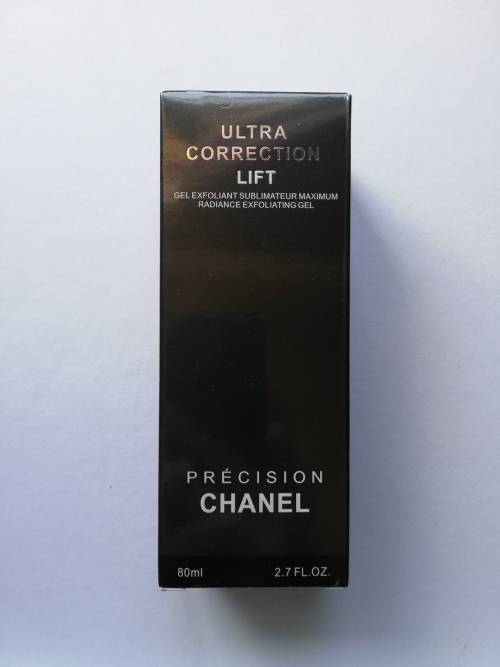 ULTRA
CORRECTION
LIFT
GEL EXFOLIANT SUBLIMATEUR MAXIMUM
RADIANCE EXFOLIATING GEL
PRÉCISION
CHANEL
80ml 2.7 FL.OZ.